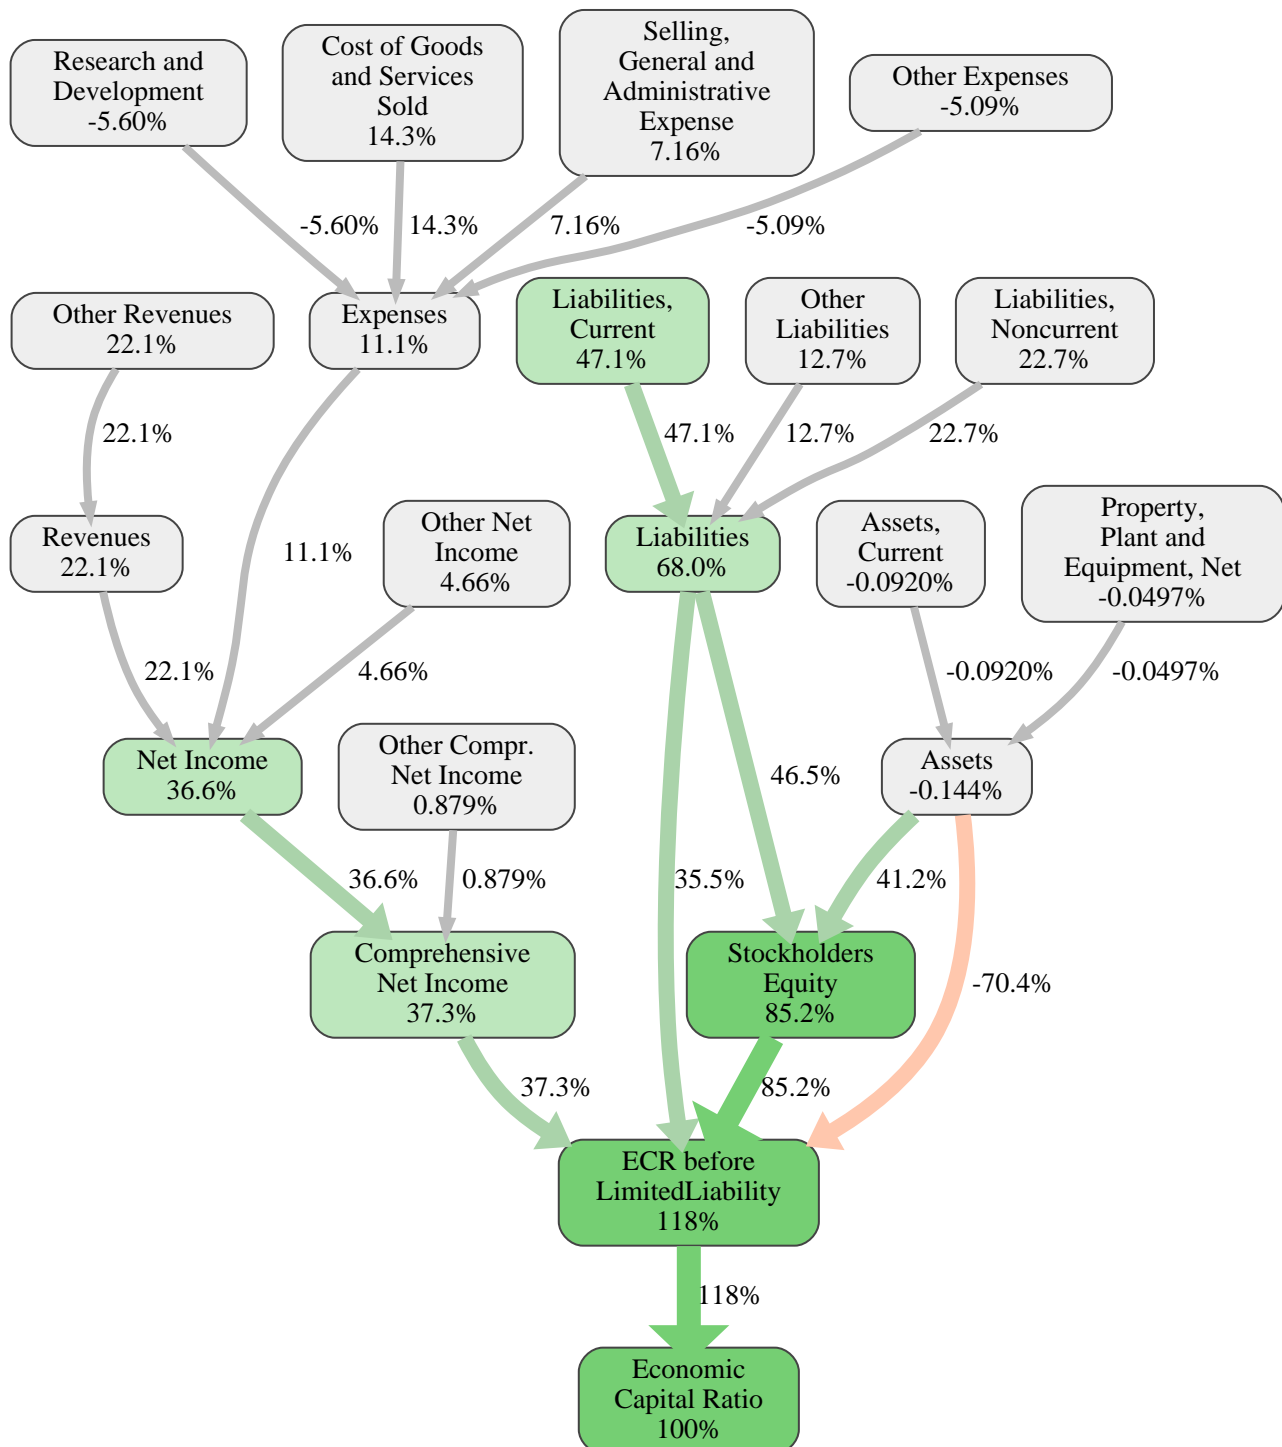 Research and
Development
-5.60%
Cost of Goods
and Services
Sold
14.3%
Selling,
General and
Administrative
Expense
7.16%
Other Expenses
-5.09%
-5.60%
14.3%
7.16%
-5.09%
Other Revenues
22.1%
Expenses
11.1%
Liabilities,
Current
47.1%
Other
Liabilities
12.7%
Liabilities,
Noncurrent
22.7%
22.1%
47.1%
12.7%
22.7%
Revenues
22.1%
11.1%
Other Net
Income
4.66%
Liabilities
68.0%
Assets,
Current
-0.0920%
Property,
Plant and
Equipment, Net
-0.0497%
22.1%
4.66%
-0.0920%
-0.0497%
Net Income
36.6%
Other Compr.
Net Income
0.879%
46.5%
Assets
-0.144%
36.6%
0.879%
35.5%
41.2%
Comprehensive
Net Income
37.3%
Stockholders
Equity
85.2%
-70.4%
37.3%
85.2%
ECR before
LimitedLiability
118%
118%
Economic
Capital Ratio
100%